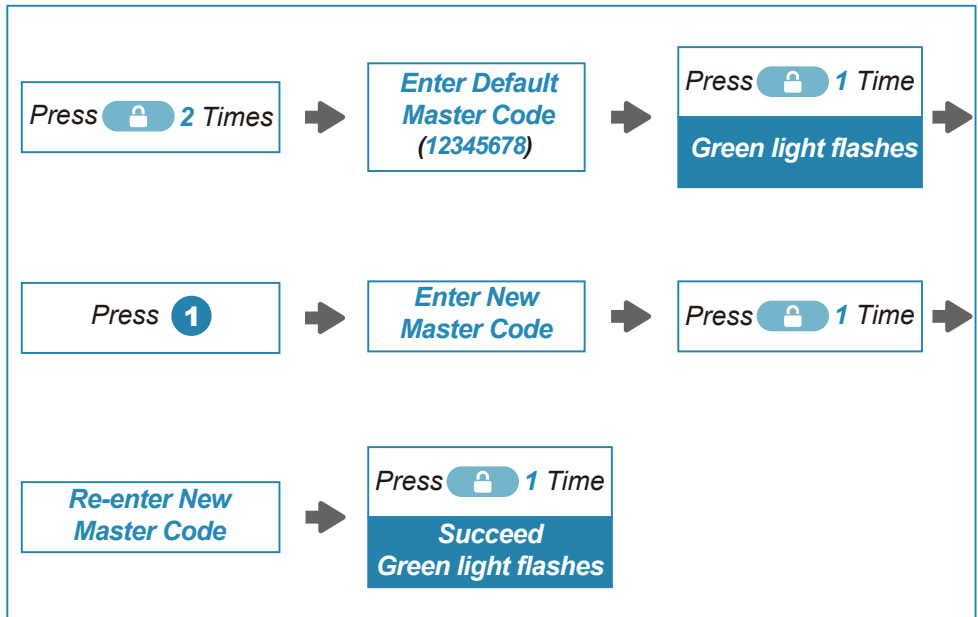 Press 2 Times
Enter Default
Master Code
(12345678)
Press 1 Time
Green light flashes
Press 1
Enter New
Master Code
Press 1 Time
Re-enter New
Master Code
Press 1 Time
Succeed
Green light flashes